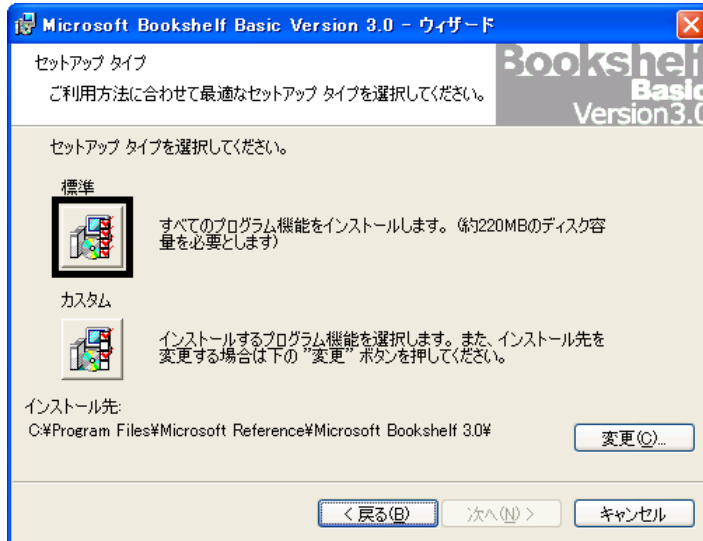 Microsoft Bookshelf Basic Version 3.0 - ウィザード
セットアップ タイプ
ご利用方法に合わせて最適なセットアップ タイプを選択してください。
Bookshelf
Basic
Version3.0
セットアップ タイプを選択してください。
標準
すべてのプログラム機能をインストールします。(約220MBのディスク容
量を必要とします)
カスタム
インストールするプログラム機能を選択します。また、インストール先を
変更する場合は下の "変更" ボタンを押してください。
インストール先:
C:¥Program Files¥Microsoft Reference¥Microsoft Bookshelf 3.0¥
変更(C)...
< 戻る(B)
次へ(N) >
キャンセル